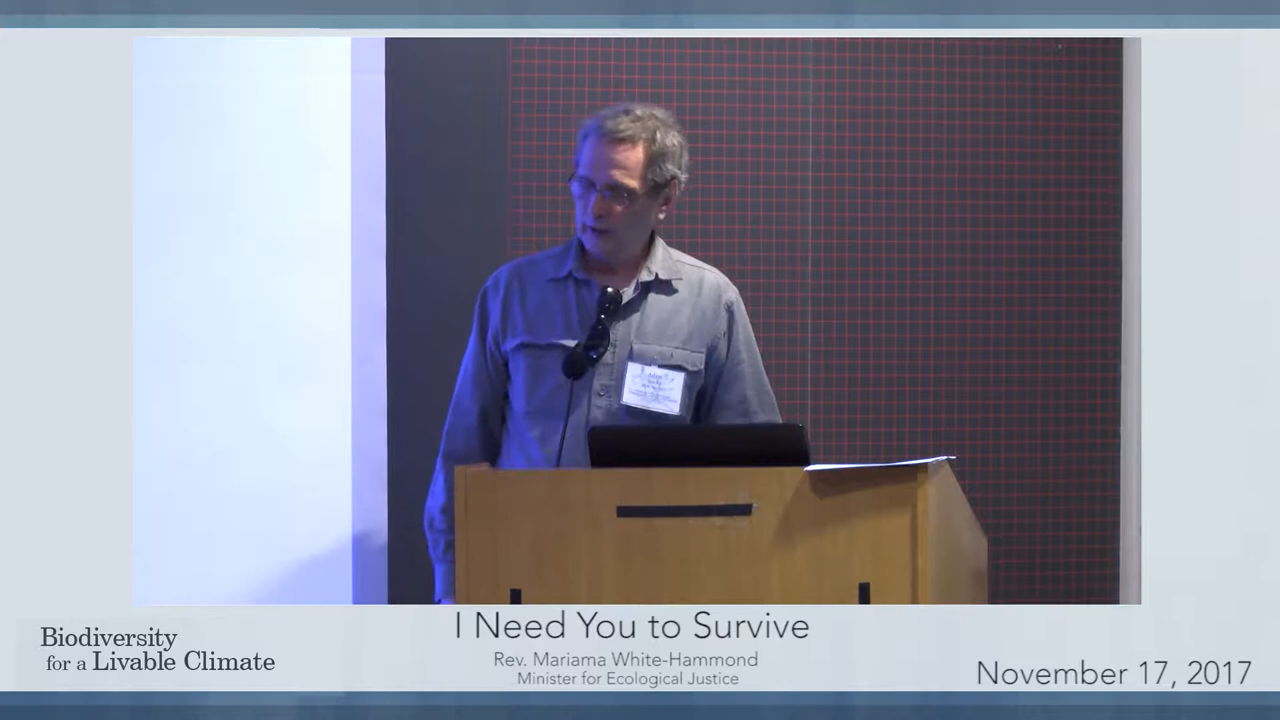 Adam
I Need You to Survive
Biodiversity
for a Livable Climate
Rev. Mariama White-Hammond
Minister for Ecological Justice
November 17, 2017